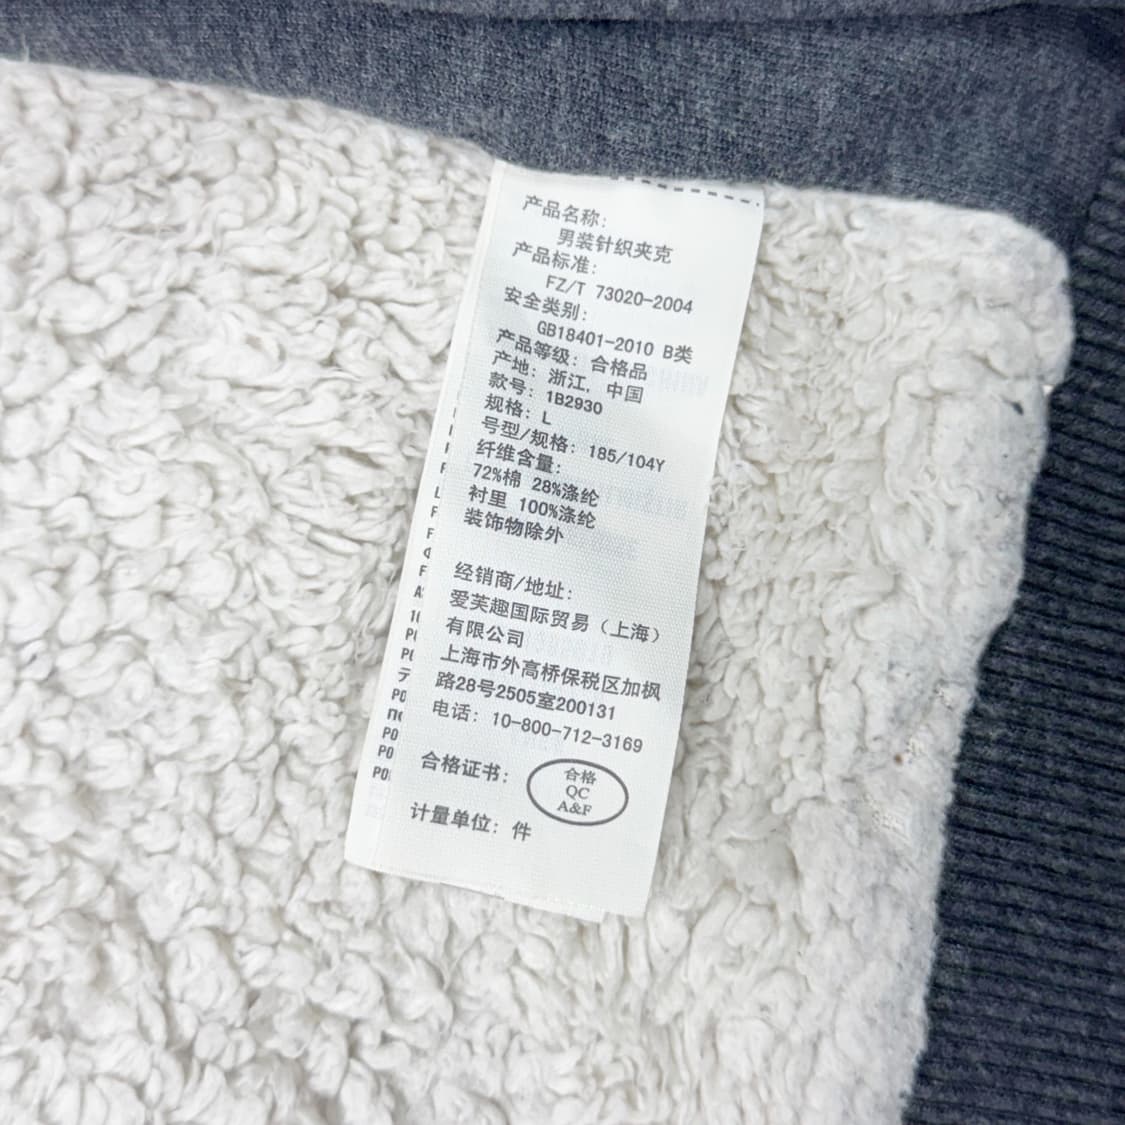 产品名称:
男装针织夹克
产品标准:
FZ/T 73020-2004
安全类别:
GB18401-2010 B类
产品等级: 合格品
产地: 浙江, 中国
款号: 1B2930
规格: L
号型/规格: 185/104Y
纤维含量:
72%棉 28%涤纶
衬里 100%涤纶
装饰物除外
经销商/地址:
爱芙趣国际贸易（上海）
有限公司
上海市外高桥保税区加枫
路28号2505室200131
电话: 10-800-712-3169
合格证书:
合格
QC
A&F
计量单位: 件